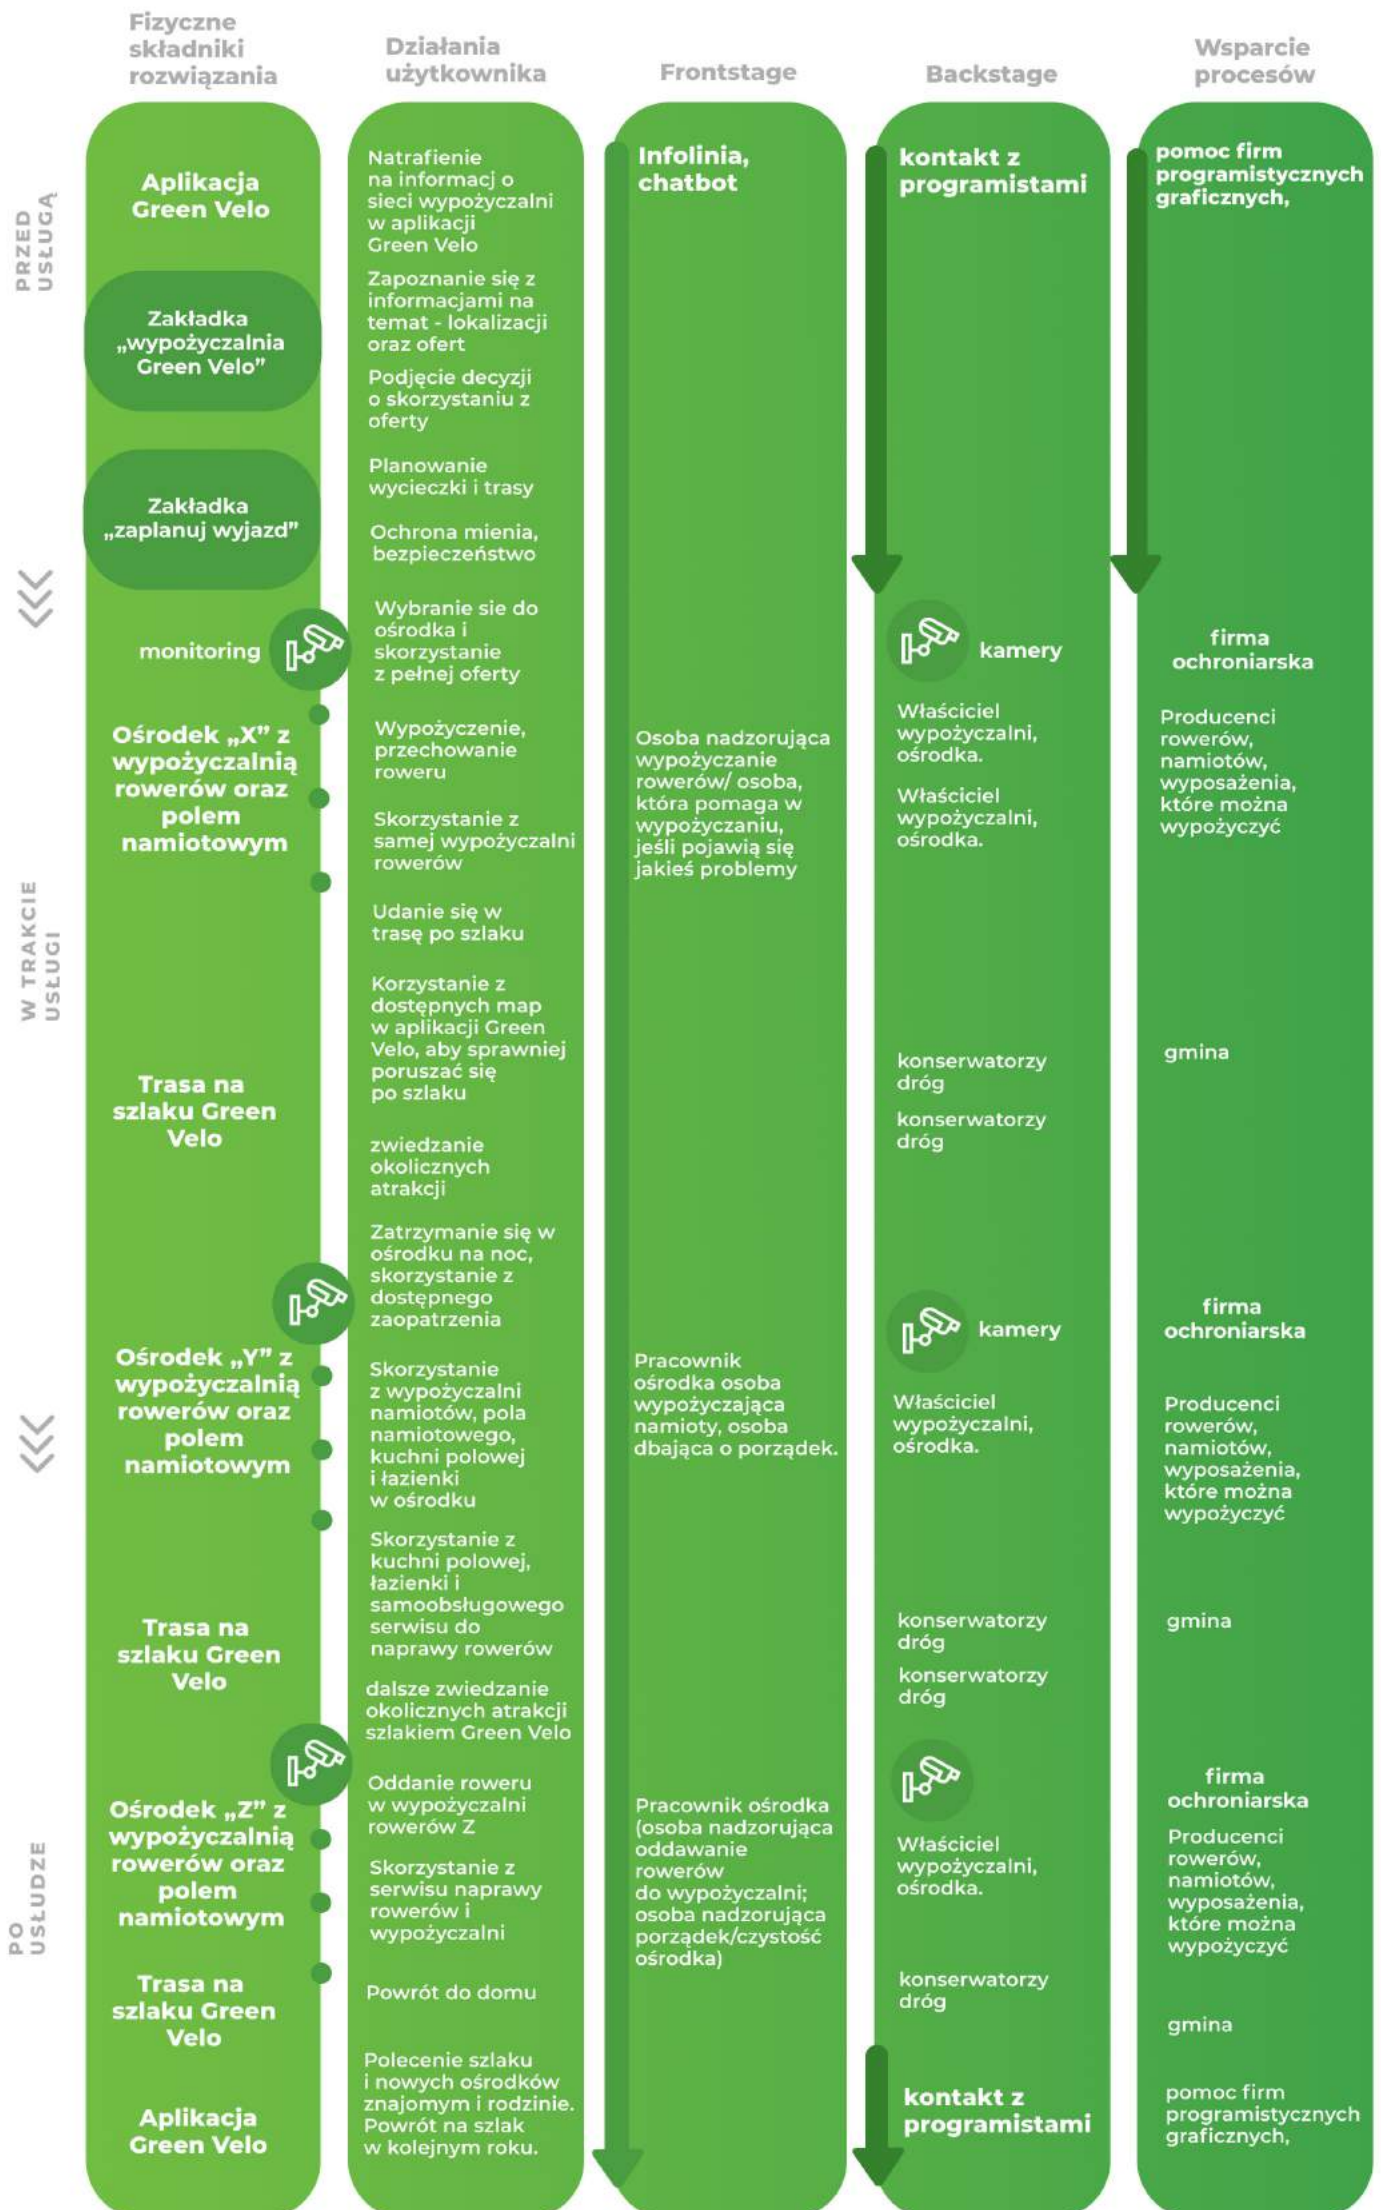 Fizyczne
składniki
rozwiązania
Działania
użytkownika
Frontstage
Backstage
Wsparcie
procesów
PRZED
USŁUGĄ
W TRAKCIE
USŁUGI
PO
USŁUDZE
Aplikacja
Green Velo
Zakładka
„wypożyczalnia
Green Velo”
Zakładka
„zaplanuj wyjazd”
monitoring
Ośrodek „X” z
wypożyczalnią
rowerów oraz
polem
namiotowym
Trasa na
szlaku Green
Velo
Ośrodek „Y” z
wypożyczalnią
rowerów oraz
polem
namiotowym
Trasa na
szlaku Green
Velo
Ośrodek „Z” z
wypożyczalnią
rowerów oraz
polem
namiotowym
Trasa na
szlaku Green
Velo
Aplikacja
Green Velo
Natrafienie
na informacj o
sieci wypożyczalni
w aplikacji
Green Velo
Zapoznanie się z
informacjami na
temat - lokalizacji
oraz ofert
Podjęcie decyzji
o skorzystaniu z
oferty
Planowanie
wycieczki i trasy
Ochrona mienia,
bezpieczeństwo
Wybranie sie do
ośrodka i
skorzystanie
z pełnej oferty
Wypożyczenie,
przechowanie
roweru
Skorzystanie z
samej wypożyczalni
rowerów
Udanie się w
trasę po szlaku
Korzystanie z
dostępnych map
w aplikacji Green
Velo, aby sprawniej
poruszać się
po szlaku
zwiedzanie
okolicznych
atrakcji
Zatrzymanie się w
ośrodku na noc,
skorzystanie z
dostępnego
zaopatrzenia
Skorzystanie
z wypożyczalni
namiotów, pola
namiotowego,
kuchni polowej
i łazienki
w ośrodku
Skorzystanie z
kuchni polowej,
łazienki i
samoobsługowego
serwisu do
naprawy rowerów
dalsze zwiedzanie
okolicznych atrakcji
szlakiem Green Velo
Oddanie roweru
w wypożyczalni
rowerów Z
Skorzystanie z
serwisu naprawy
rowerów i
wypożyczalni
Powrót do domu
Polecenie szlaku
i nowych ośrodków
znajomym i rodzinie.
Powrót na szlak
w kolejnym roku.
Infolinia,
chatbot
Osoba nadzorująca
wypożyczanie
rowerów/ osoba,
która pomaga w
wypożyczaniu,
jeśli pojawią się
jakieś problemy
Pracownik
ośrodka osoba
wypożyczająca
namioty, osoba
dbająca o porządek.
Pracownik ośrodka
(osoba nadzorująca
oddawanie
rowerów
do wypożyczalni;
osoba nadzorująca
porządek/czystość
ośrodka)
kontakt z
programistami
kamery
Właściciel
wypożyczalni,
ośrodka.
Właściciel
wypożyczalni,
ośrodka.
konserwatorzy
dróg
konserwatorzy
dróg
kamery
Właściciel
wypożyczalni,
ośrodka.
konserwatorzy
dróg
konserwatorzy
dróg
Właściciel
wypożyczalni,
ośrodka.
konserwatorzy
dróg
kontakt z
programistami
pomoc firm
programistycznych
graficznych,
firma
ochroniarska
Producenci
rowerów,
namiotów,
wyposażenia,
które można
wypożyczyć
gmina
firma
ochroniarska
Producenci
rowerów,
namiotów,
wyposażenia,
które można
wypożyczyć
gmina
firma
ochroniarska
Producenci
rowerów,
namiotów,
wyposażenia,
które można
wypożyczyć
gmina
pomoc firm
programistycznych
graficznych,